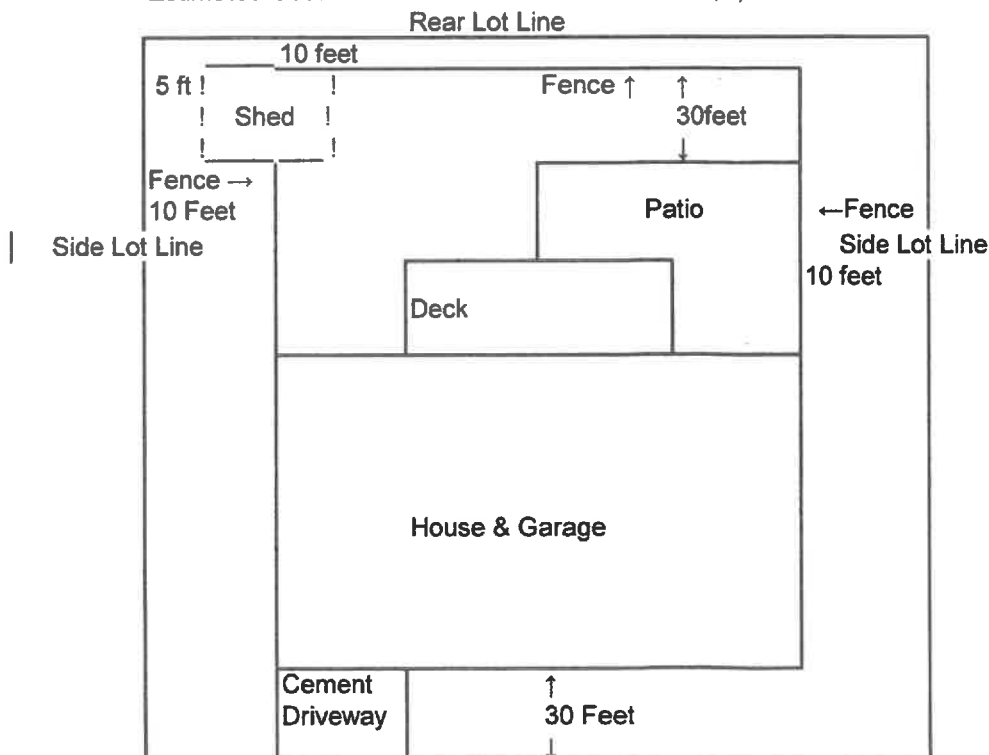 Rear Lot Line
10 feet
5 ft ! !
Fence ↑ ↑
! Shed !
30feet
! ! ↓
Fence →
10 Feet
Patio
←Fence
| Side Lot Line
Side Lot Line
10 feet
Deck
House & Garage
Cement
Driveway
↑
30 Feet
↓